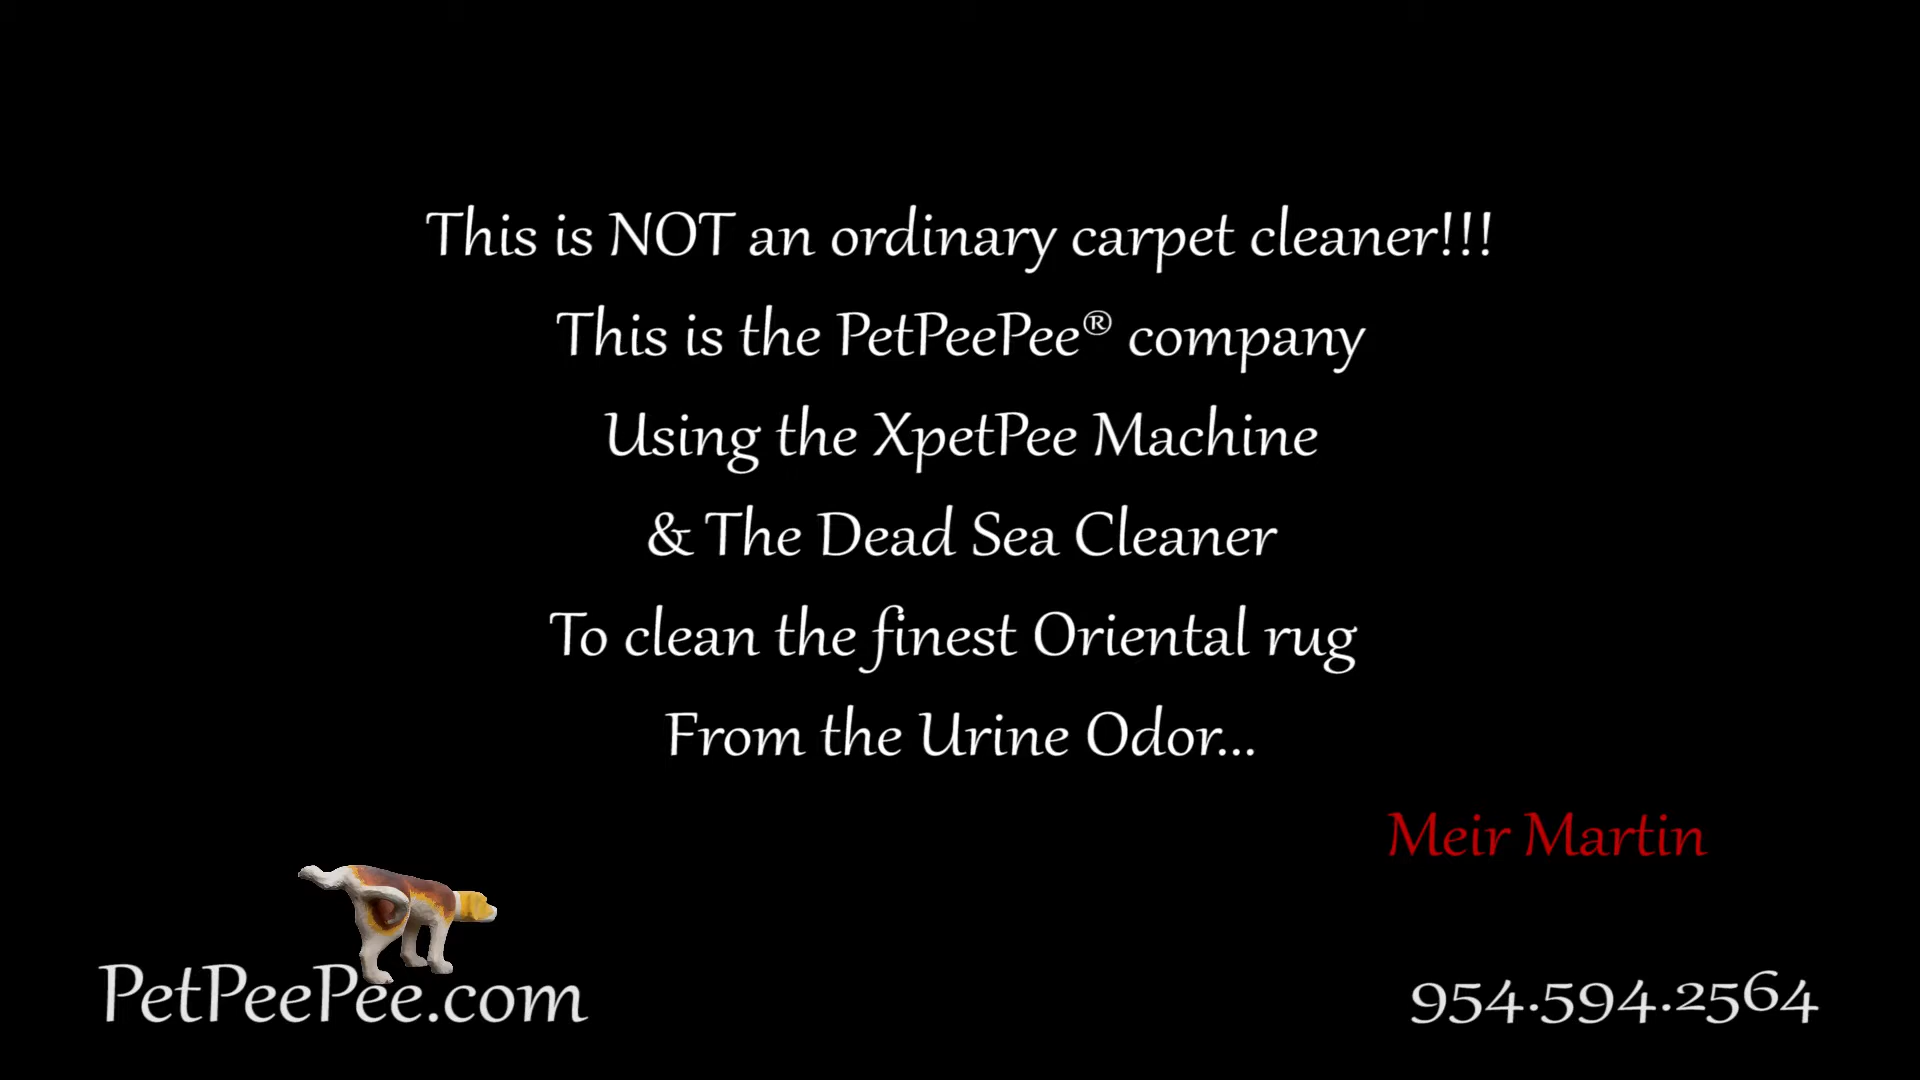 This is NOT an ordinary carpet cleaner!!!
This is the PetPeePee® company
Using the XpetPee Machine
& The Dead Sea Cleaner
To clean the finest Oriental rug
From the Urine Odor...
Meir Martin
PetPeePee.com
954.594.2564